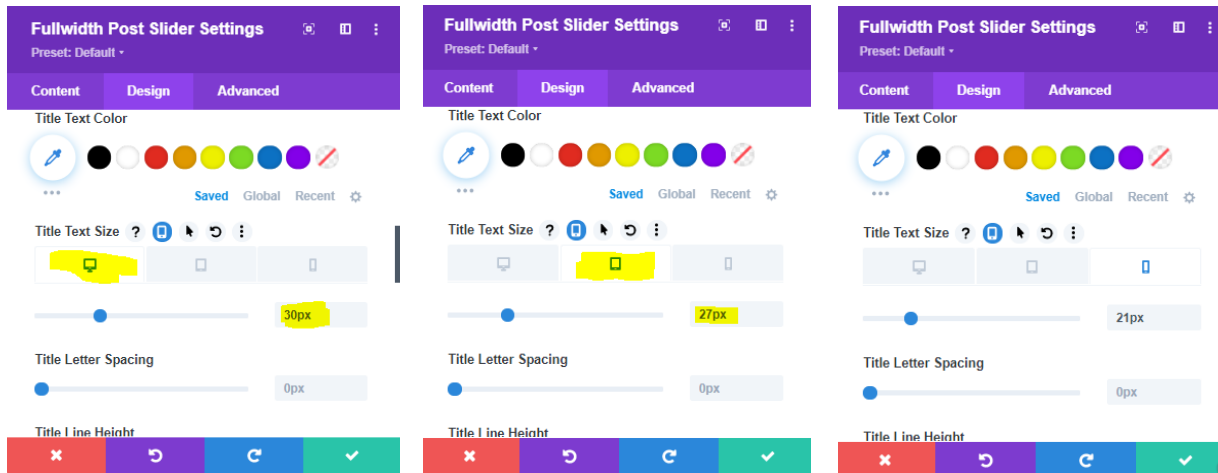 Fullwidth Post Slider Settings
Preset: Default
Content Design Advanced
Title Text Color
Saved Global Recent
Title Text Size ?
30px
Title Letter Spacing
0px
Title Line Height
Fullwidth Post Slider Settings
Preset: Default
Content Design Advanced
Title Text Color
Saved Global Recent
Title Text Size ?
27px
Title Letter Spacing
0px
Title Line Height
Fullwidth Post Slider Settings
Preset: Default
Content Design Advanced
Title Text Color
Saved Global Recent
Title Text Size ?
21px
Title Letter Spacing
0px
Title Line Height